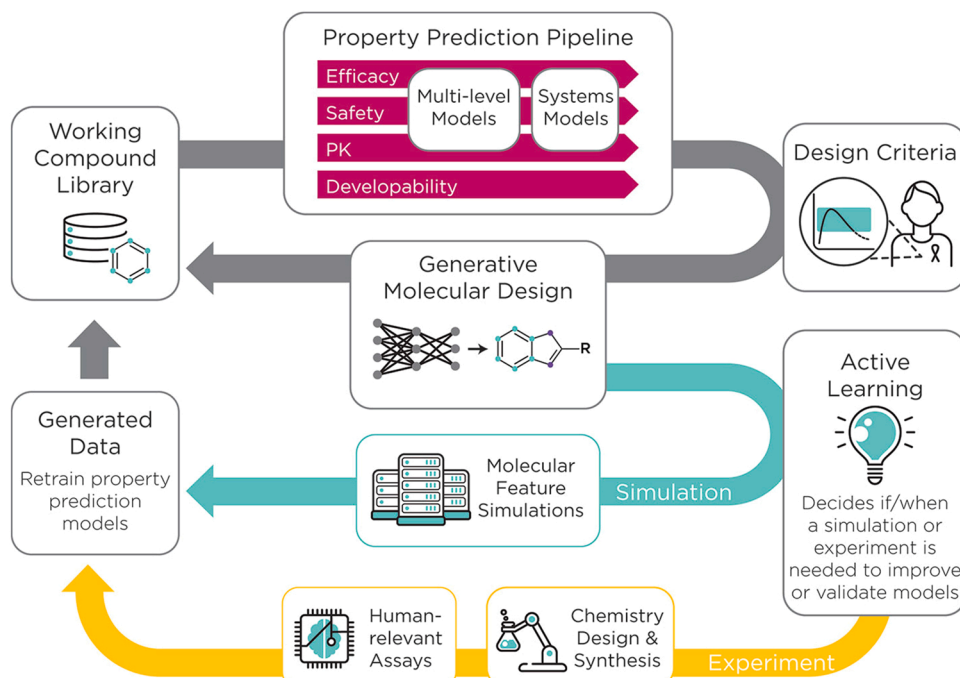 Property Prediction Pipeline
Efficacy
Safety
PK
Developability
Multi-level
Models
Systems
Models
Working
Compound
Library
Design Criteria
Generative
Molecular Design
R
Active
Learning
Decides if/when
a simulation or
experiment is
needed to improve
or validate models
Generated
Data
Retrain property
prediction
models
Molecular
Feature
Simulations
Simulation
Human-
relevant
Assays
Chemistry
Design &
Synthesis
Experiment